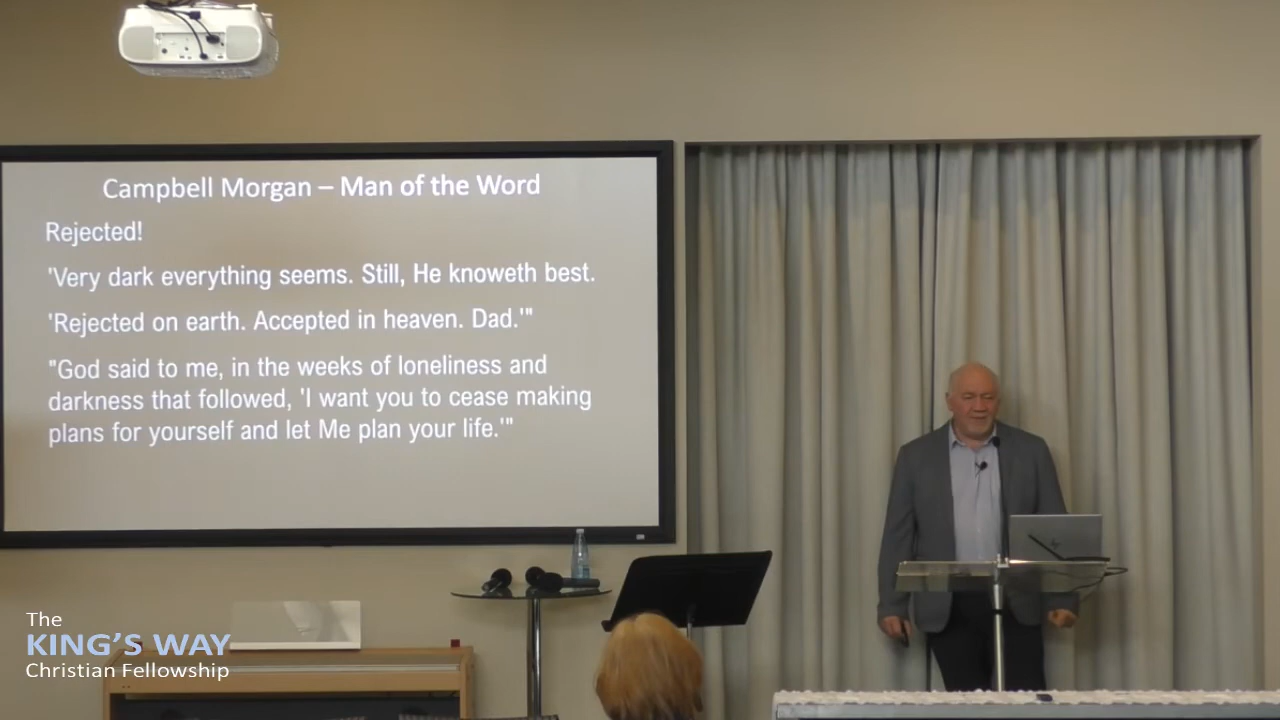 Campbell Morgan – Man of the Word
Rejected!
'Very dark everything seems. Still, He knoweth best.
'Rejected on earth. Accepted in heaven. Dad.'"
"God said to me, in the weeks of loneliness and
darkness that followed, 'I want you to cease making
plans for yourself and let Me plan your life.'"
The
KING'S WAY
Christian Fellowship